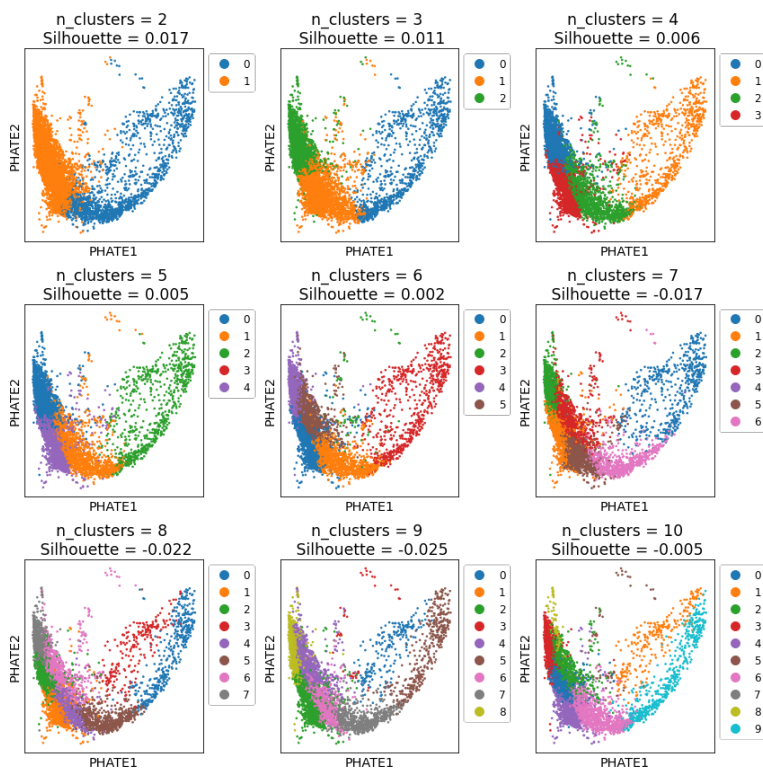 n_clusters = 2
Silhouette = 0.017
PHATE2
PHATE1
0
1
n_clusters = 3
Silhouette = 0.011
PHATE2
PHATE1
0
1
2
n_clusters = 4
Silhouette = 0.006
PHATE2
PHATE1
0
1
2
3
n_clusters = 5
Silhouette = 0.005
PHATE2
PHATE1
0
1
2
3
4
n_clusters = 6
Silhouette = 0.002
PHATE2
PHATE1
0
1
2
3
4
5
n_clusters = 7
Silhouette = -0.017
PHATE2
PHATE1
0
1
2
3
4
5
6
n_clusters = 8
Silhouette = -0.022
PHATE2
PHATE1
0
1
2
3
4
5
6
7
n_clusters = 9
Silhouette = -0.025
PHATE2
PHATE1
0
1
2
3
4
5
6
7
8
n_clusters = 10
Silhouette = -0.005
PHATE2
PHATE1
0
1
2
3
4
5
6
7
8
9